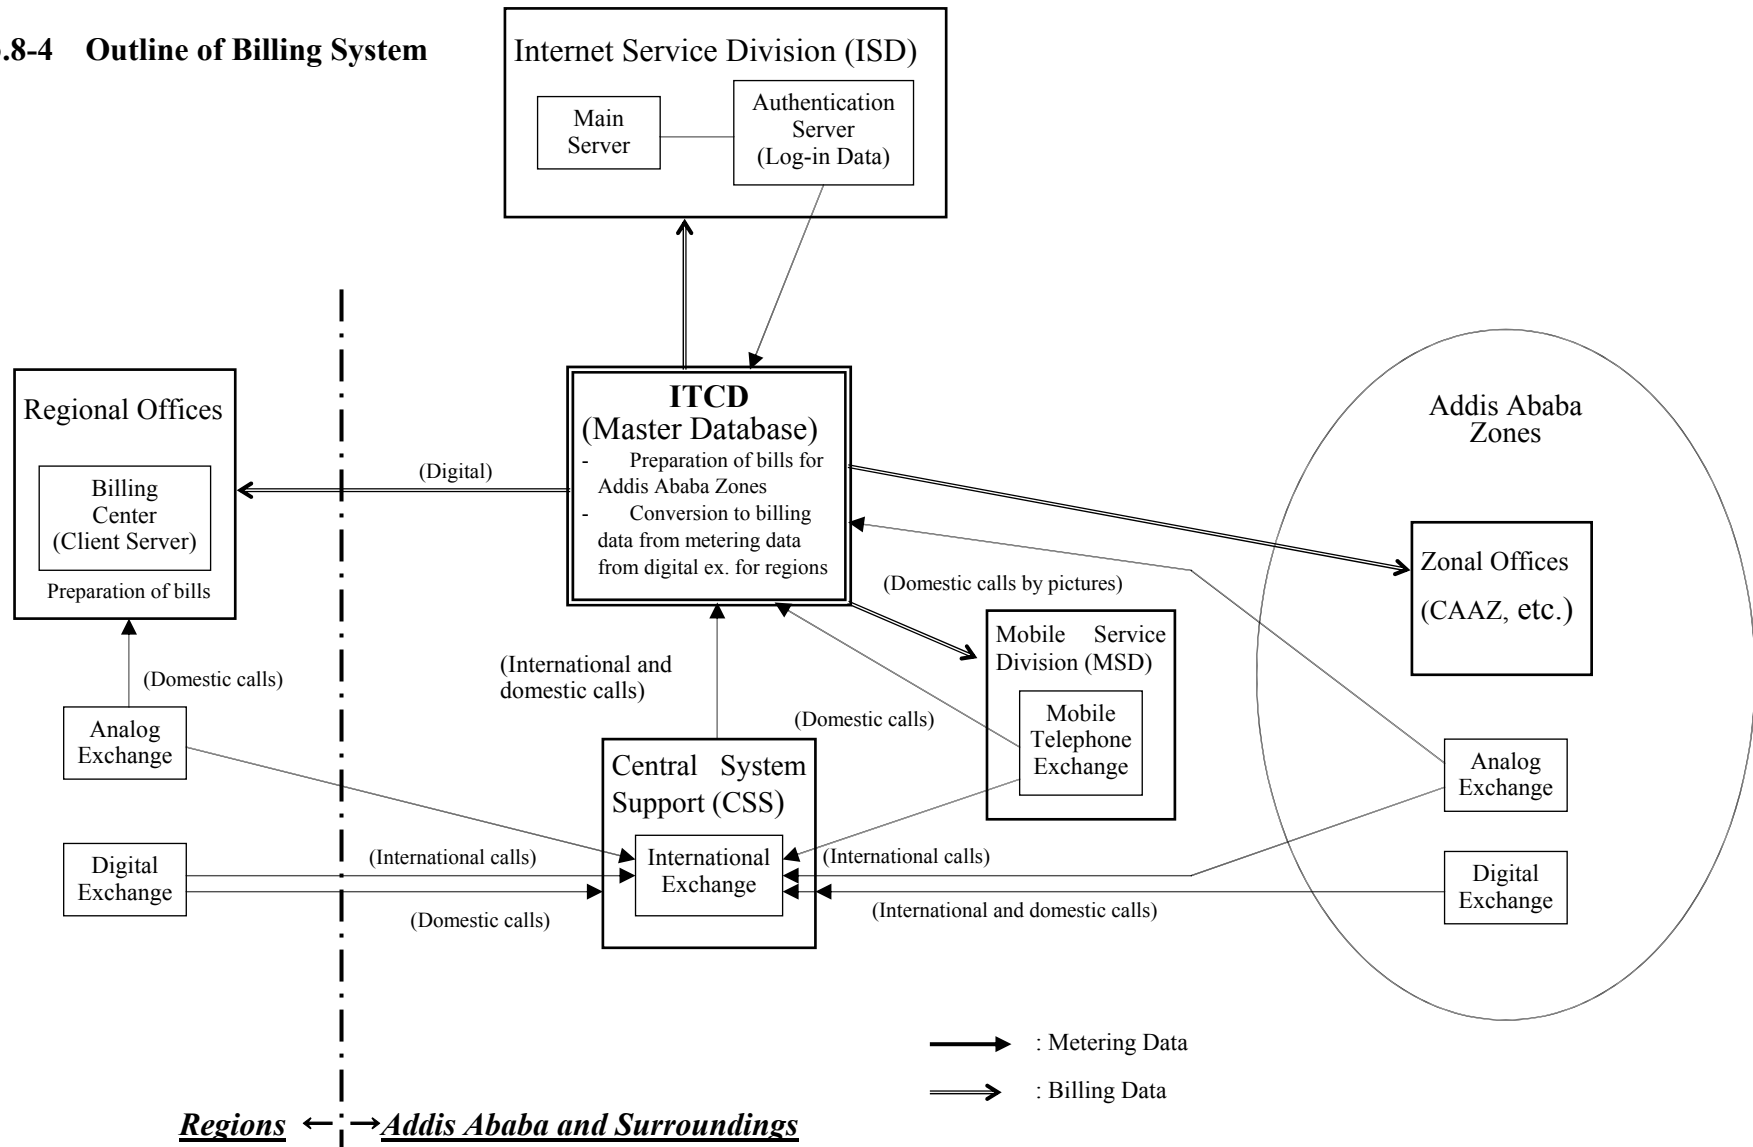 .8-4 Outline of Billing System
Internet Service Division (ISD)
Main
Server
Authentication
Server
(Log-in Data)
Regional Offices
Billing
Center
(Client Server)
Preparation of bills
(Digital)
ITCD
(Master Database)
- Preparation of bills for
Addis Ababa Zones
- Conversion to billing
data from metering data
from digital ex. for regions
Addis Ababa
Zones
Zonal Offices
(CAAZ, etc.)
(Domestic calls by pictures)
Mobile Service
Division (MSD)
Mobile
Telephone
Exchange
(International and
domestic calls)
(Domestic calls)
(Domestic calls)
Analog
Exchange
Central System
Support (CSS)
International
Exchange
Analog
Exchange
Digital
Exchange
(International calls)
(Domestic calls)
(International calls)
(International and domestic calls)
Digital
Exchange
: Metering Data
: Billing Data
Regions ← → Addis Ababa and Surroundings